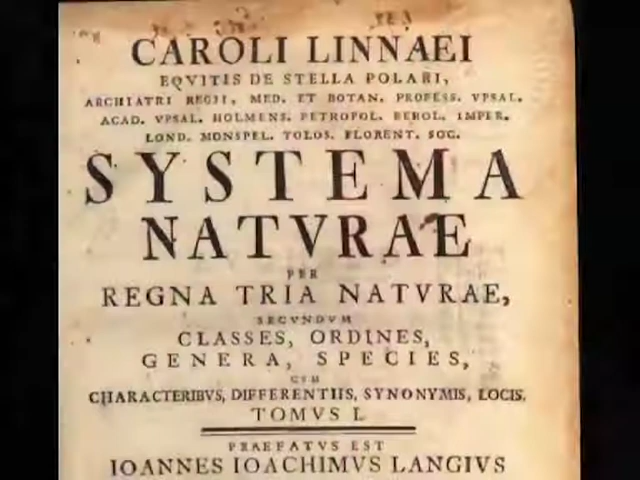 CAROLI LINNAEI
EQVITIS DE STELLA POLARI,
ARCHIATRI REGII, MED. ET BOTAN. PROFESS. VPSAL.
ACAD. VPSAL. HOLMENS. PETROPOL. BEROL. IMPER.
LOND. MONSPEL. TOLOS. FLORENT. SOC.
SYSTEMA
NATVRAE
PER
REGNA TRIA NATVRAE,
SECVNDVM
CLASSES, ORDINES,
GENERA, SPECIES,
CVM
CHARACTERIBVS, DIFFERENTIIS, SYNONYMIS, LOCIS.
TOMVS I.
PRAEFATVS EST
IOANNES IOACHIMVS LANGIVS